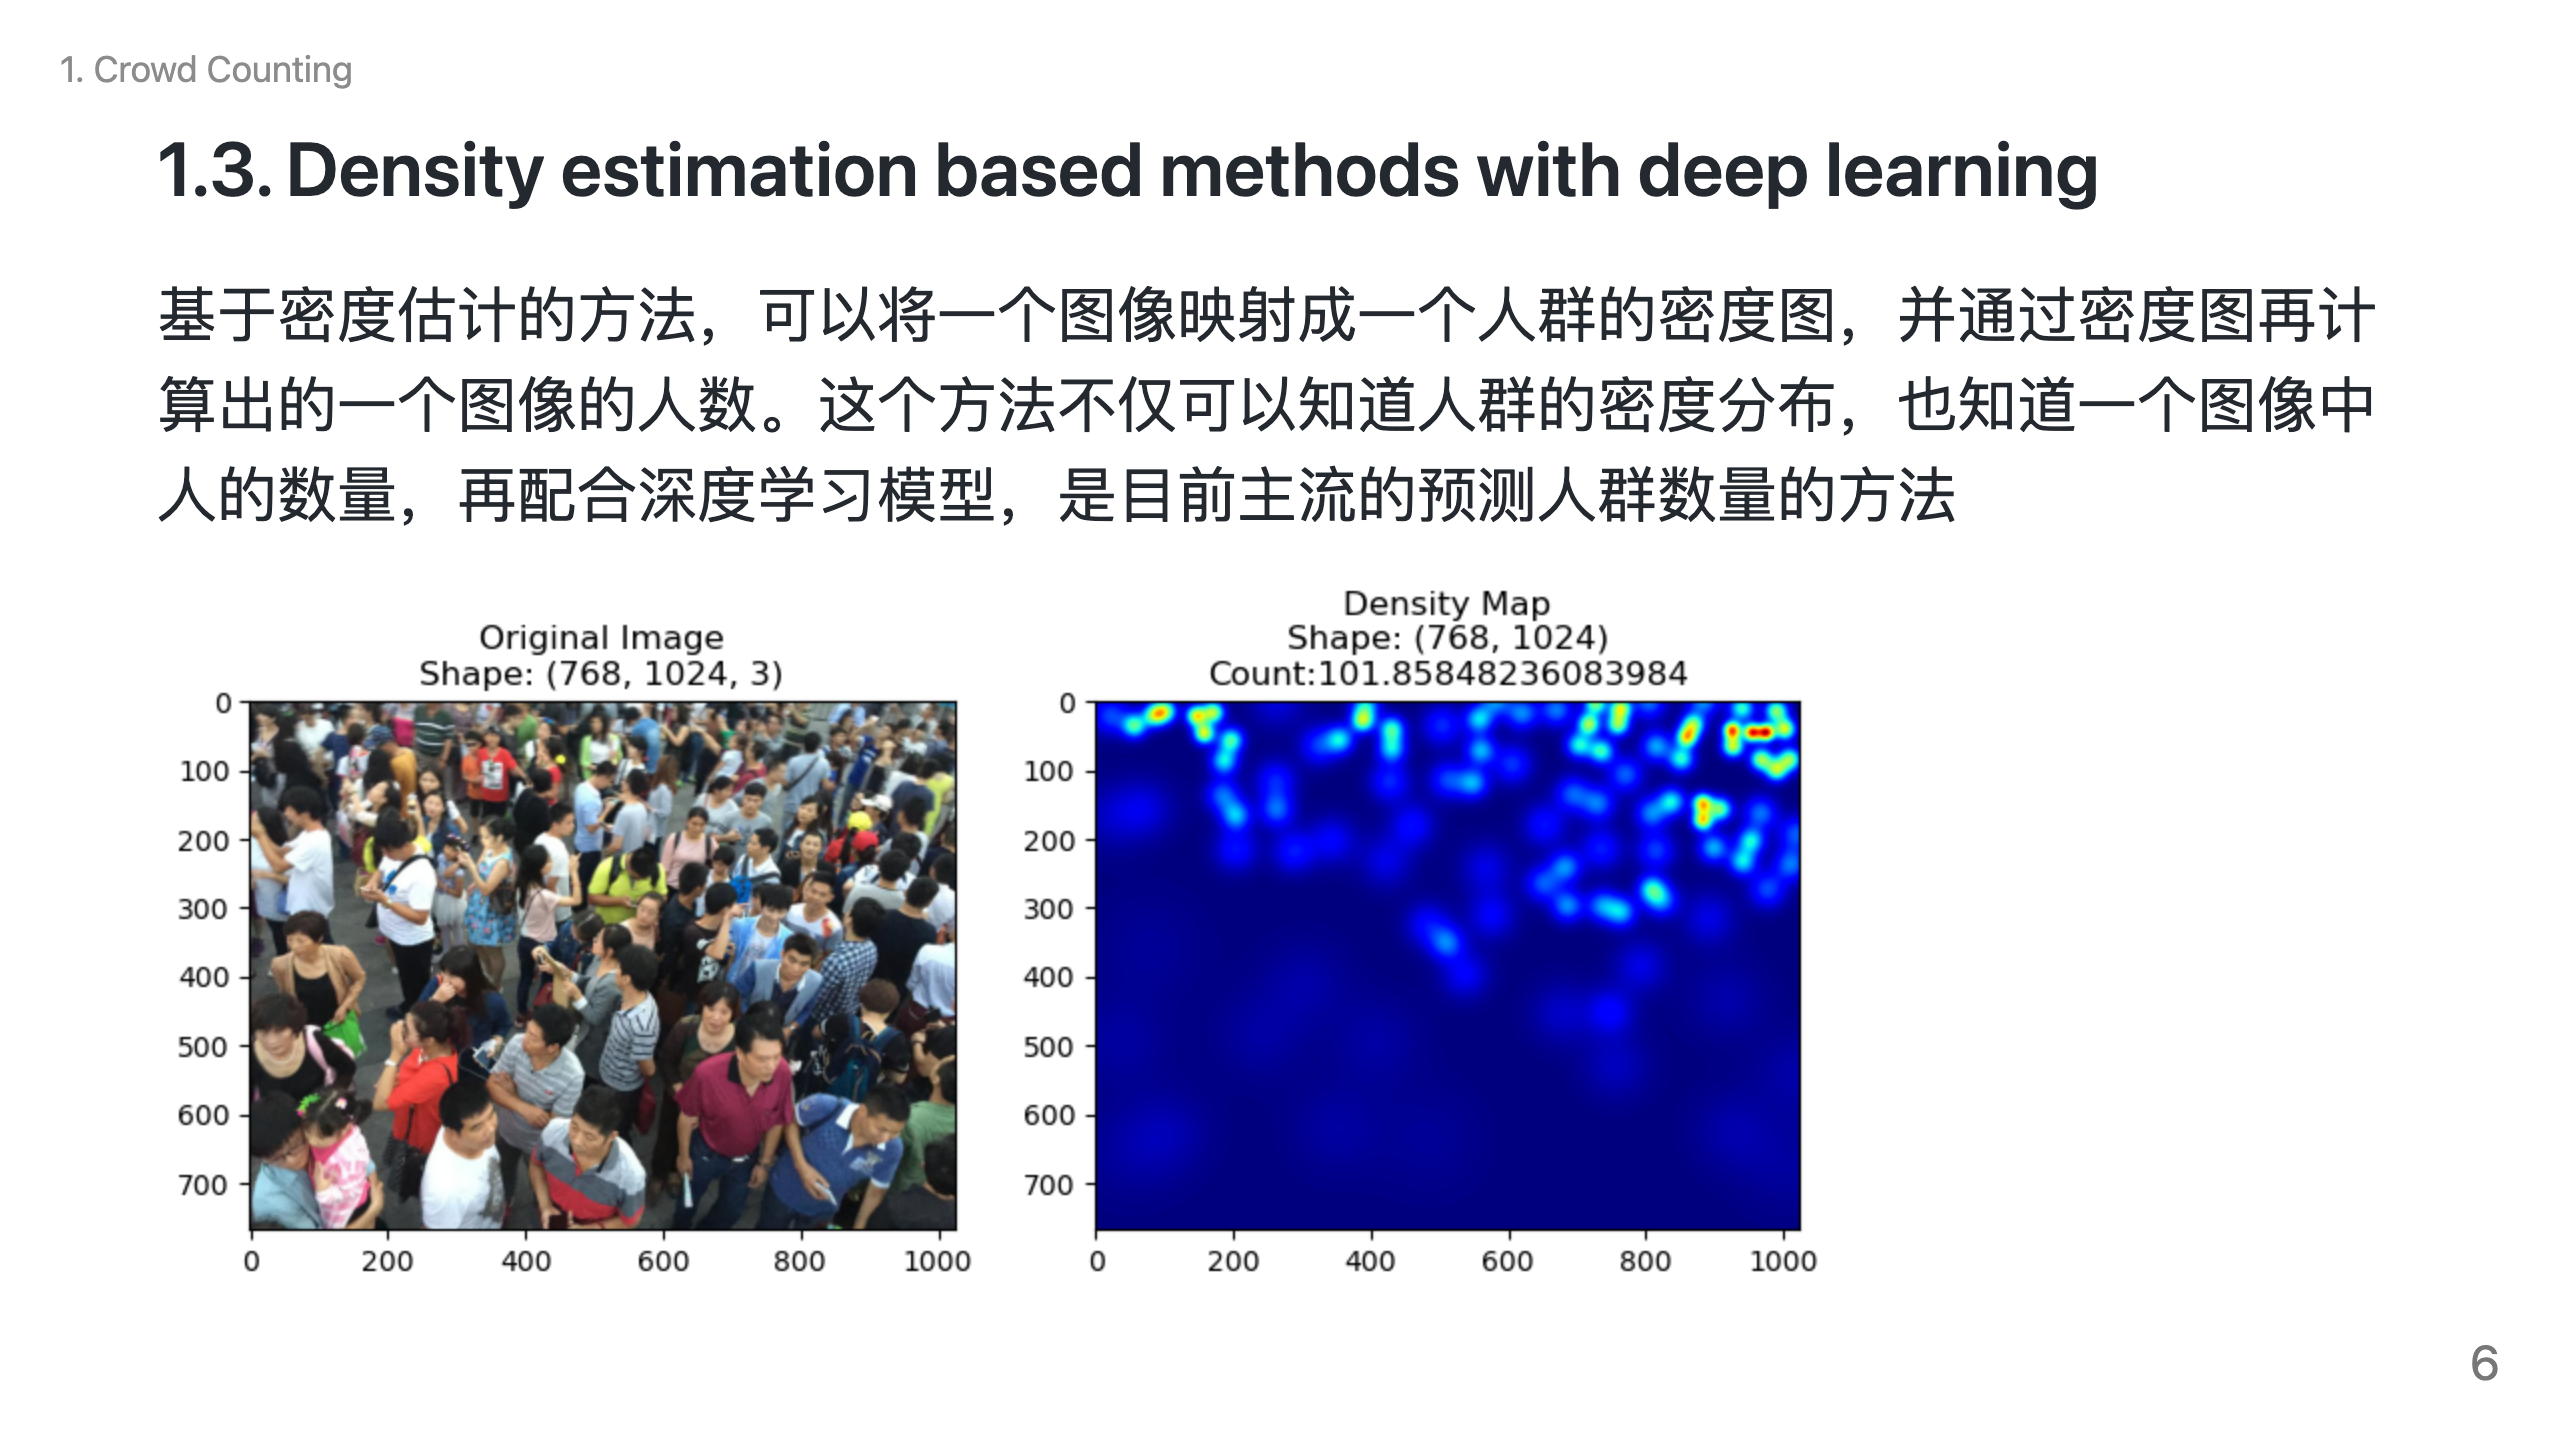 1. Crowd Counting
1.3. Density estimation based methods with deep learning
基于密度估计的方法，可以将一个图像映射成一个人群的密度图，并通过密度图再计
算出的一个图像的人数。这个方法不仅可以知道人群的密度分布，也知道一个图像中
人的数量，再配合深度学习模型，是目前主流的预测人群数量的方法
Original Image
Shape: (768, 1024, 3)
0
100
200
300
400
500
600
700
0 200 400 600 800 1000
Density Map
Shape: (768, 1024)
Count:101.85848236083984
0
100
200
300
400
500
600
700
0 200 400 600 800 1000
6